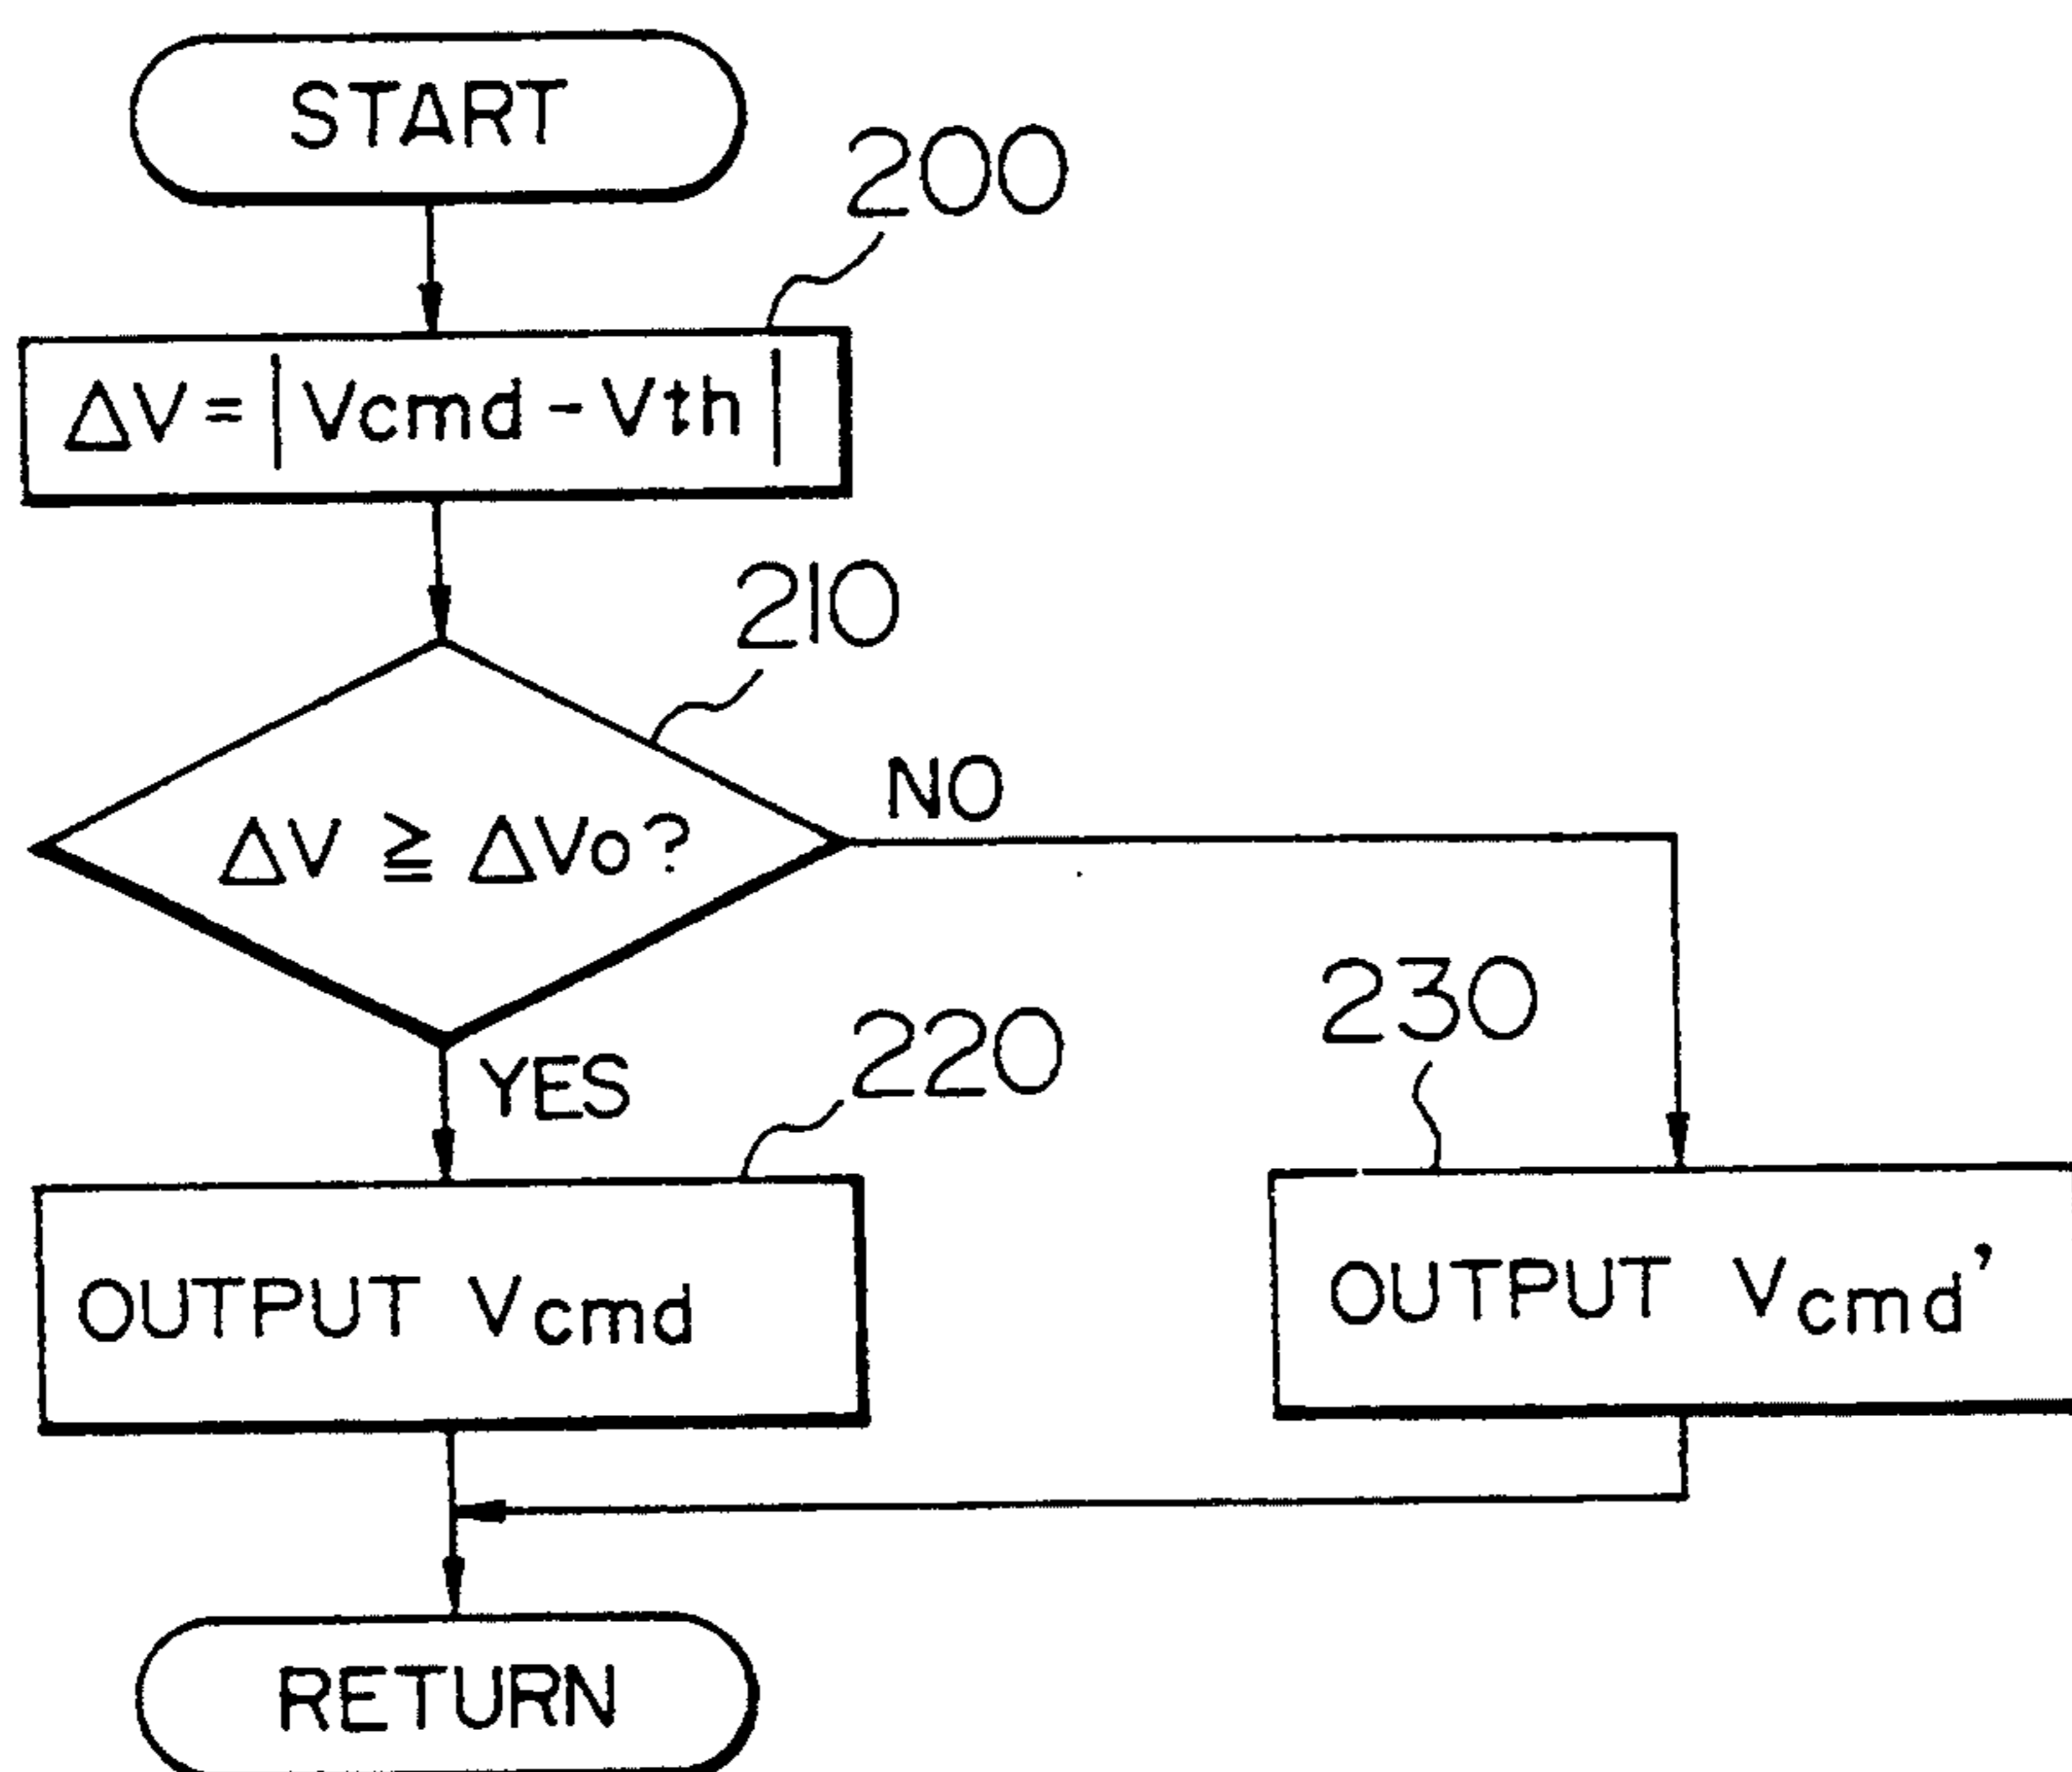 START
200
ΔV = | Vcmd - Vth |
210
NO
ΔV ≧ ΔVo?
230
220
YES
OUTPUT Vcmd
OUTPUT Vcmd'
RETURN